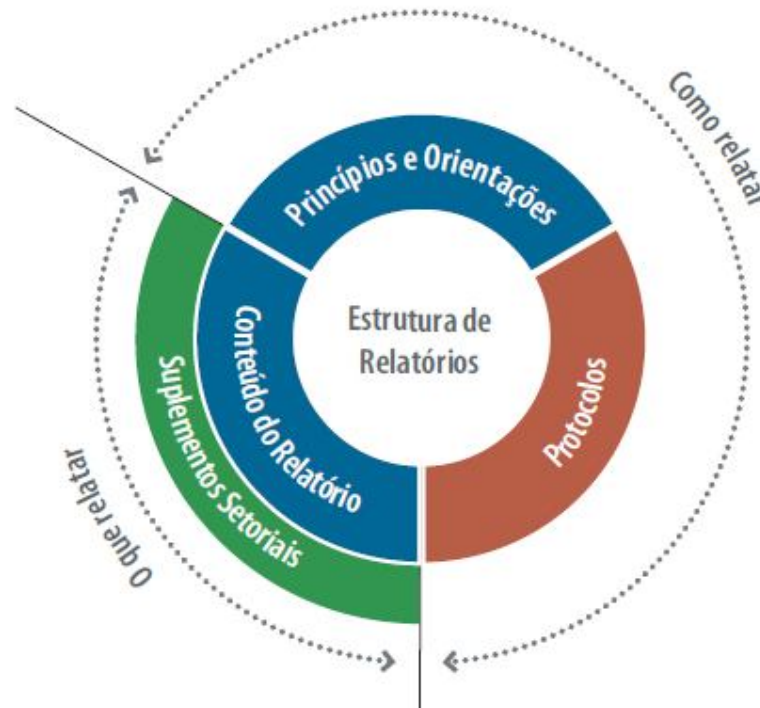 Como relatar
Princípios e Orientações
Estrutura de
Relatórios
Protocolos
Conteúdo do Relatório
Suplementos Setoriais
O que relatar